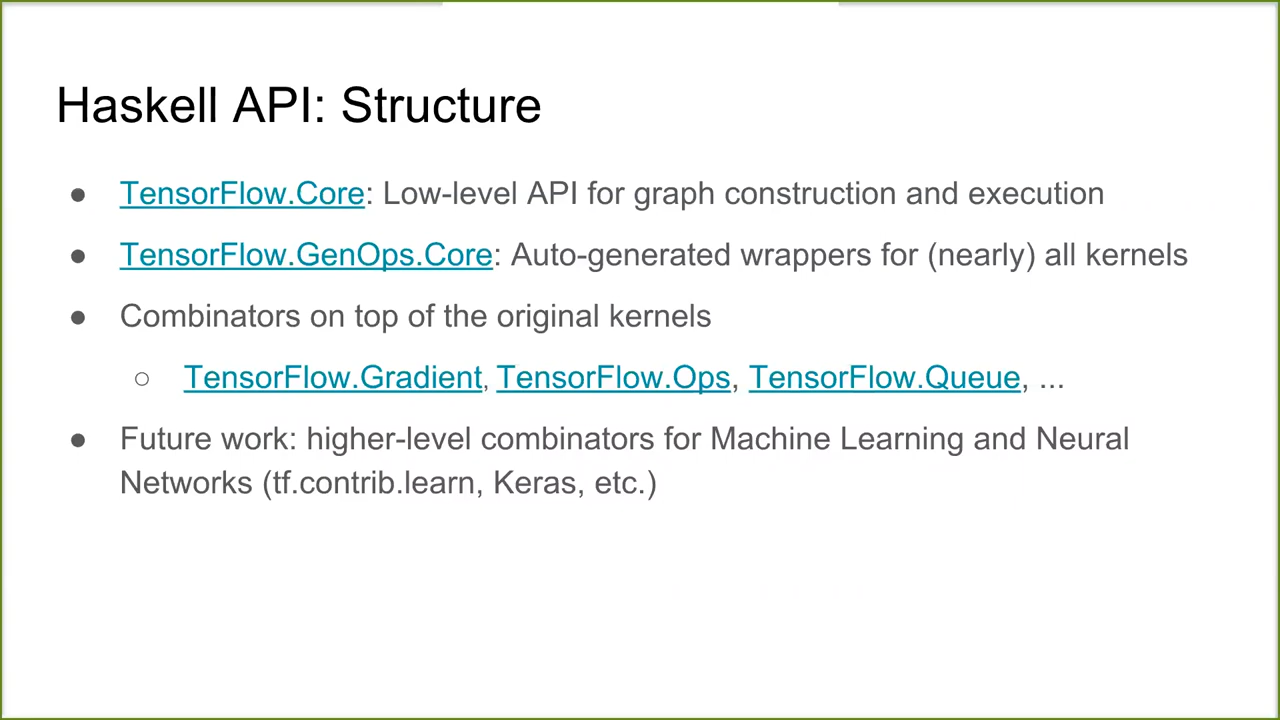 Haskell API: Structure
● TensorFlow.Core: Low-level API for graph construction and execution
● TensorFlow.GenOps.Core: Auto-generated wrappers for (nearly) all kernels
● Combinators on top of the original kernels
○ TensorFlow.Gradient, TensorFlow.Ops, TensorFlow.Queue, ...
● Future work: higher-level combinators for Machine Learning and Neural
Networks (tf.contrib.learn, Keras, etc.)